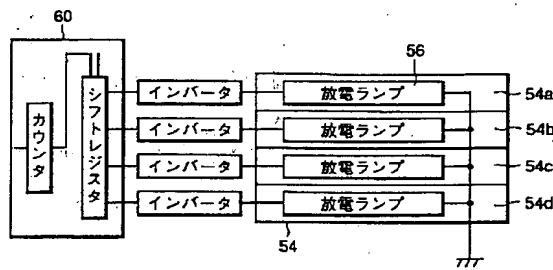 60
56
カウンタ
シフトレジスタ
インバータ
放電ランプ
54a
インバータ
放電ランプ
54b
インバータ
放電ランプ
54c
インバータ
放電ランプ
54d
54